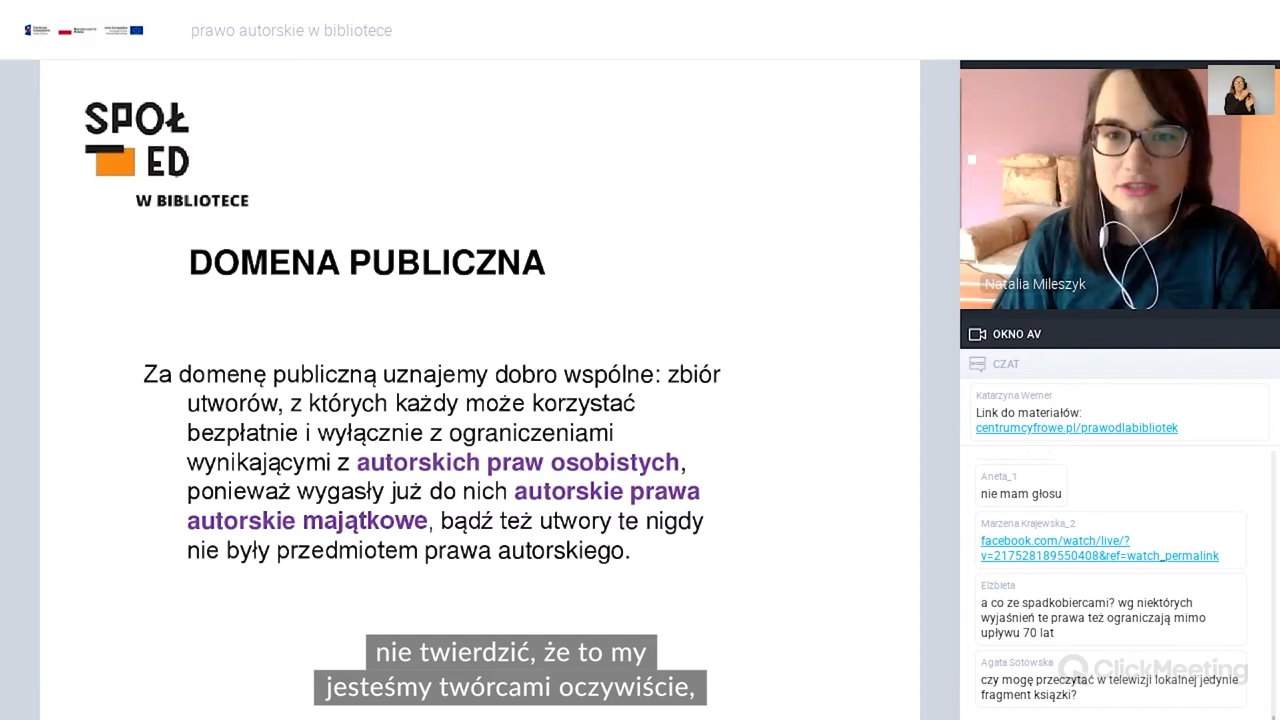 prawo autorskie w bibliotece
SPOŁ
ED
W BIBLIOTECE
DOMENA PUBLICZNA
Za domenę publiczną uznajemy dobro wspólne: zbiór
utworów, z których każdy może korzystać
bezpłatnie i wyłącznie z ograniczeniami
wynikającymi z autorskich praw osobistych,
ponieważ wygasły już do nich autorskie prawa
autorskie majątkowe, bądź też utwory te nigdy
nie były przedmiotem prawa autorskiego.
nie twierdzić, że to my
jesteśmy twórcami oczywiście,
Natalia Mileszyk
OKNO AV
CZAT
Katarzyna Werner
Link do materiałów:
centrumcyfrowe.pl/prawodlabibliotek
Aneta_1
nie mam głosu
Marzena Krajewska_2
facebook.com/watch/live/?
v=217528189550408&ref=watch_permalink
Elżbieta
a co ze spadkobiercami? wg niektórych
wyjaśnień te prawa też ograniczają mimo
upływu 70 lat
Agata Sotowska
ClickMeeting
czy mogę przeczytać w telewizji lokalnej jedynie
fragment ksiązki?